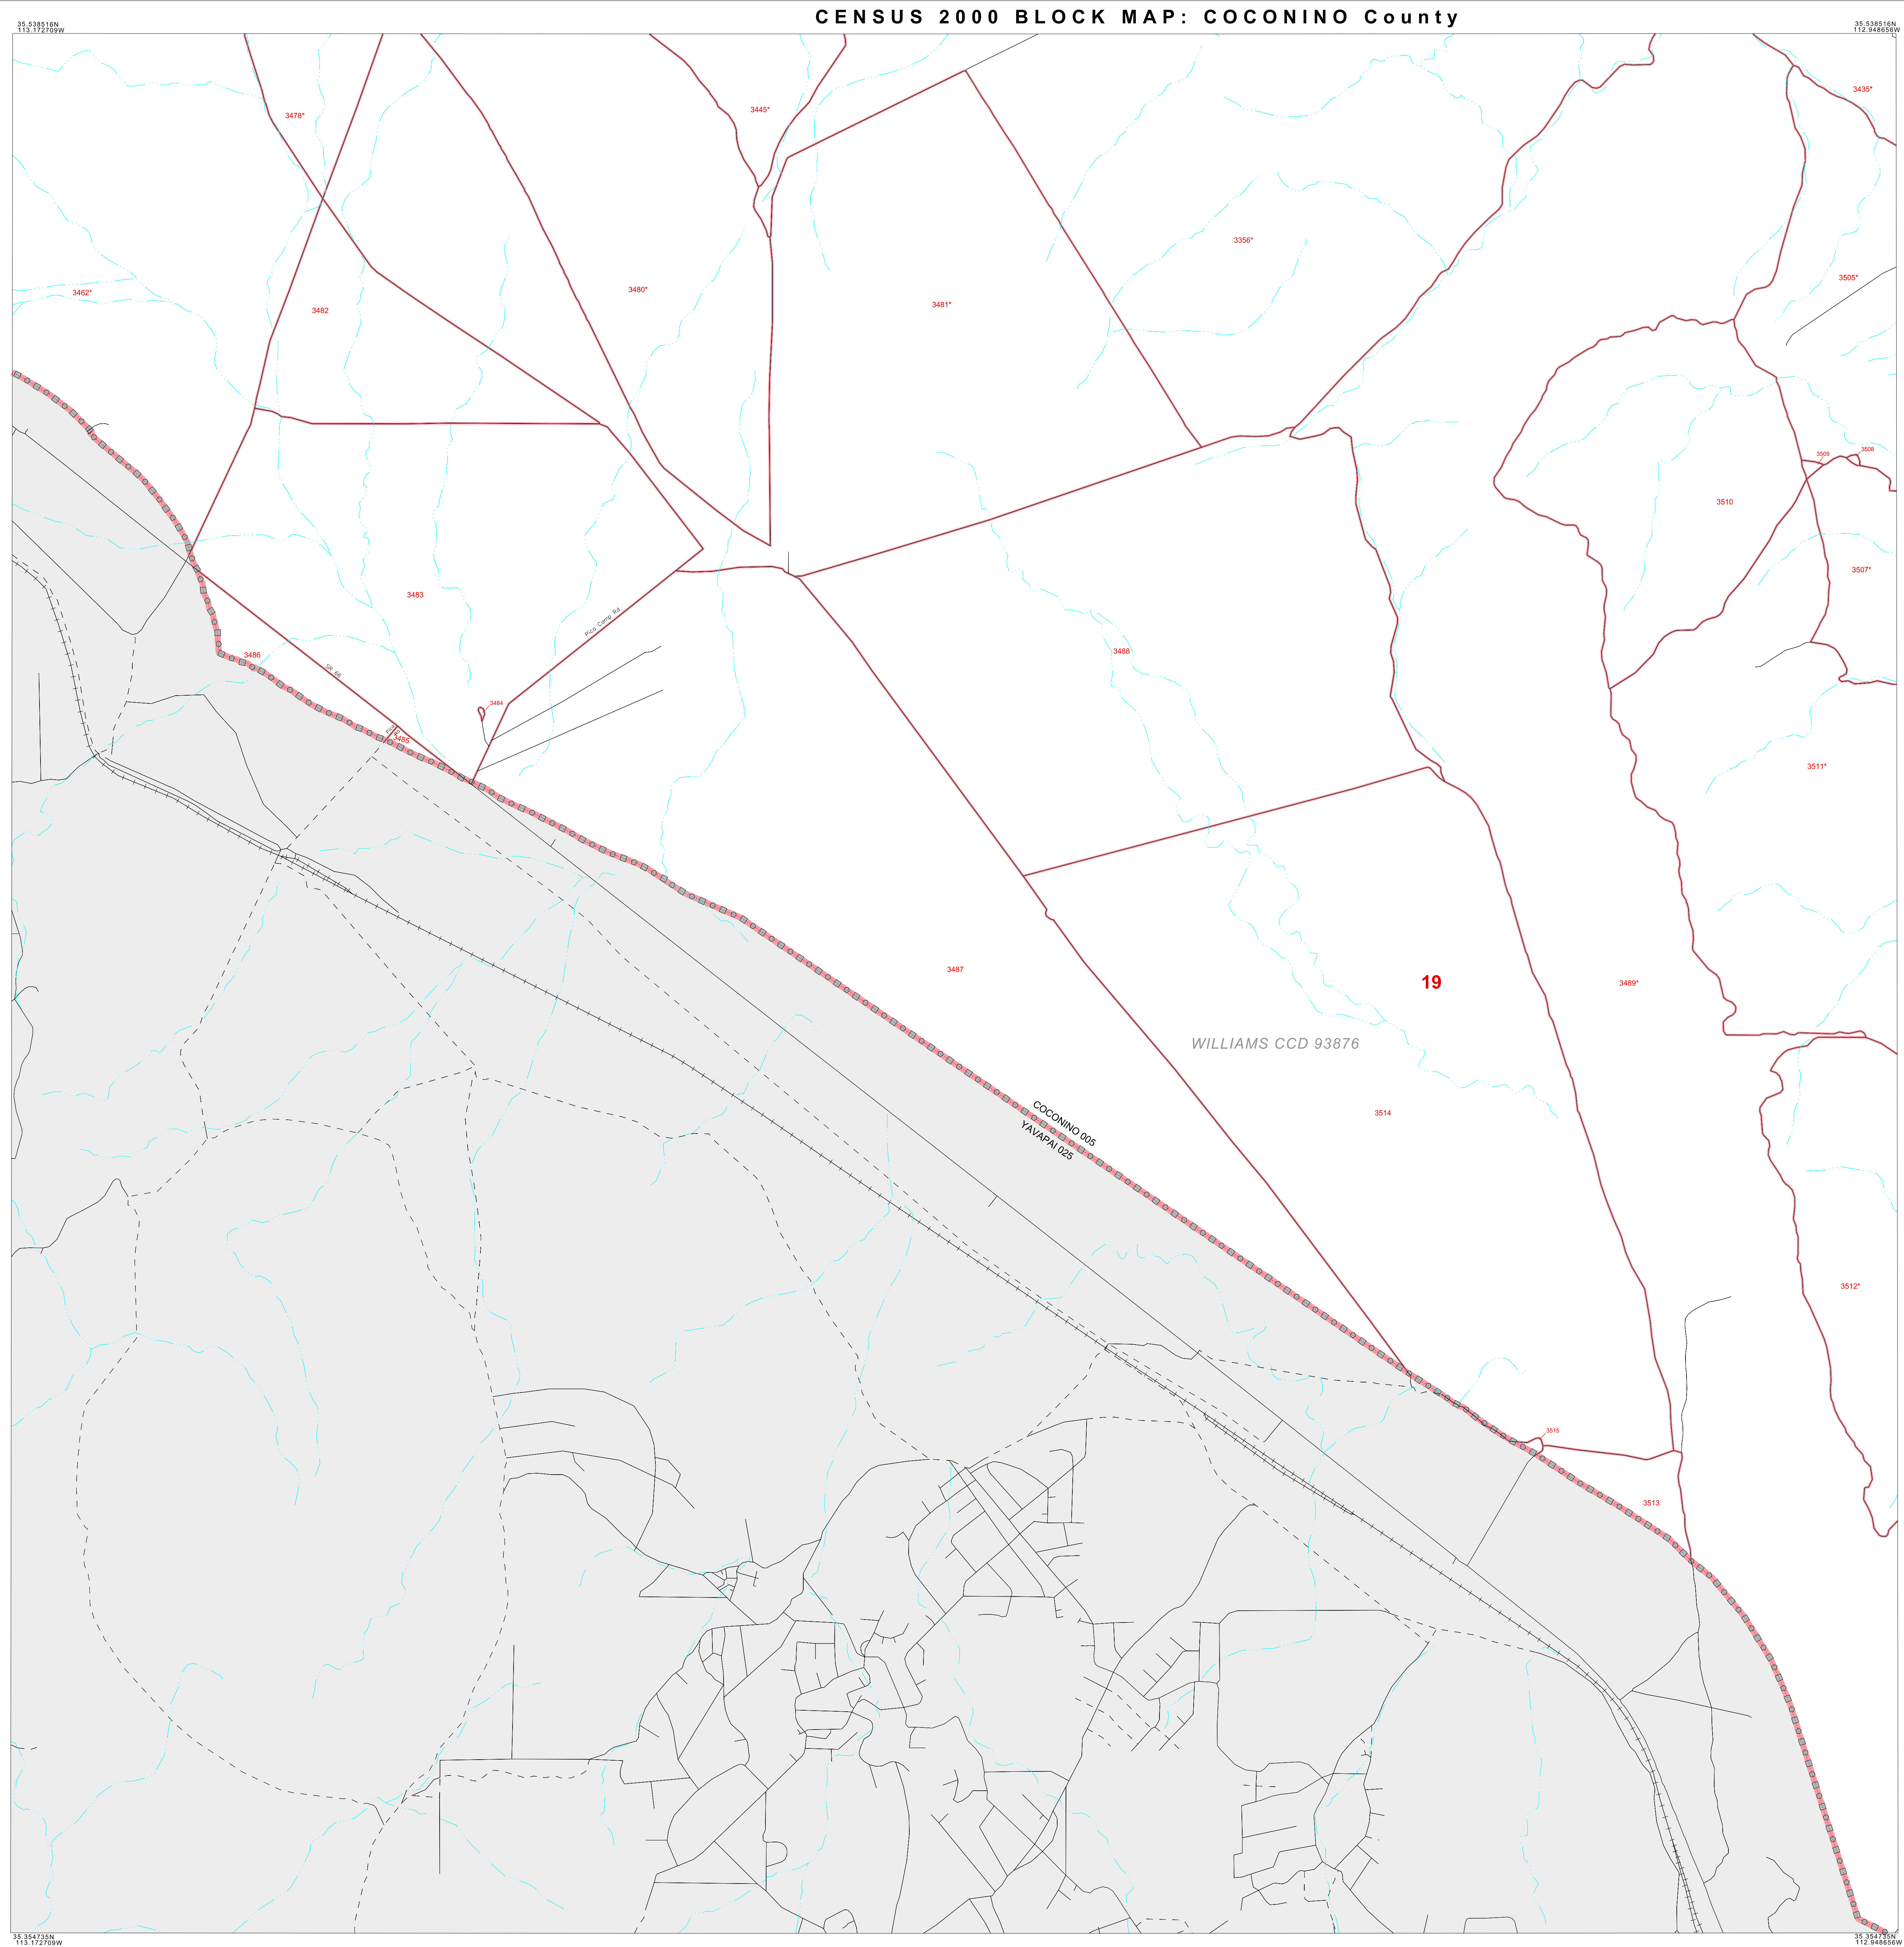 CENSUS 2000 BLOCK MAP: COCONINO County
35.538516N
113.172709W
35.538516N
112.948656W
3435*
3478*
3445*
3356*
3505*
3462*
3480*
3481*
3482
3509
3508
3510
3507*
3483
Pica Camp Rd
3488
3486
SR 66
3484
3485
3511*
3487
19
3489*
WILLIAMS CCD 93876
COCONINO 005
YAVAPAI 025
3514
3512*
3515
3513
35.354735N
113.172709W
35.354735N
112.948656W